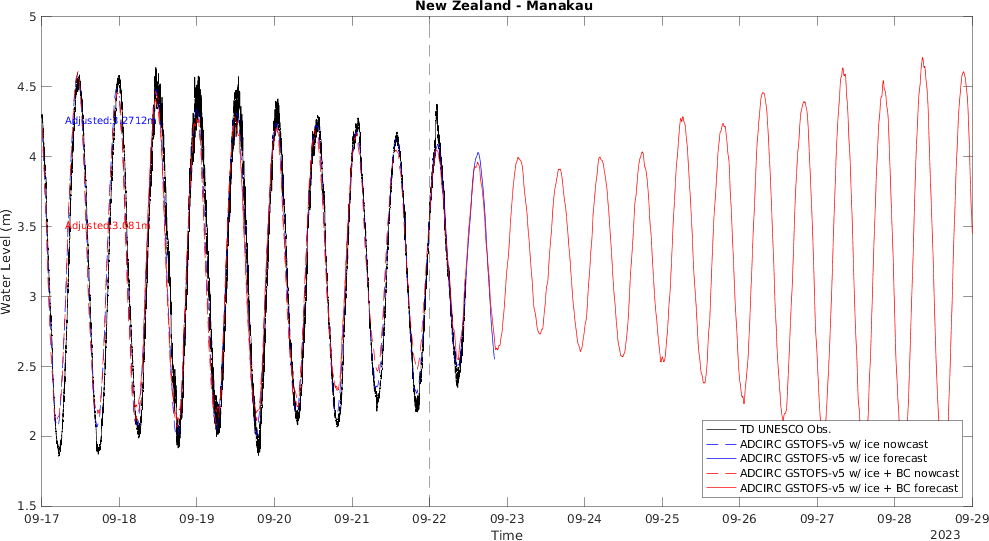 New Zealand - Manakau
5
4.5
4
3.5
3
2.5
2
1.5
Water Level (m)
Adjusted:3.2712m
Adjusted:3.081m
TD UNESCO Obs.
ADCIRC GSTOFS-v5 w/ ice nowcast
ADCIRC GSTOFS-v5 w/ ice forecast
ADCIRC GSTOFS-v5 w/ ice + BC nowcast
ADCIRC GSTOFS-v5 w/ ice + BC forecast
09-17 09-18 09-19 09-20 09-21 09-22 09-23 09-24 09-25 09-26 09-27 09-28 09-29
Time
2023